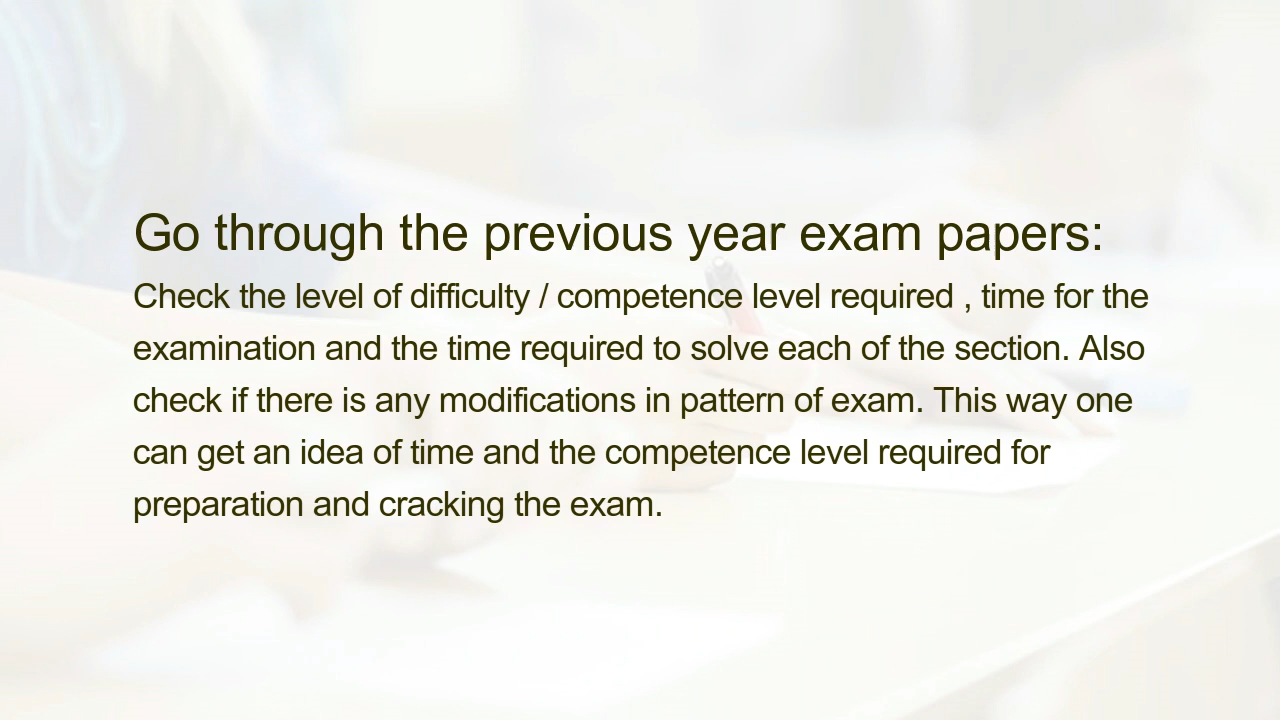 Go through the previous year exam papers:
Check the level of difficulty / competence level required , time for the
examination and the time required to solve each of the section. Also
check if there is any modifications in pattern of exam. This way one
can get an idea of time and the competence level required for
preparation and cracking the exam.